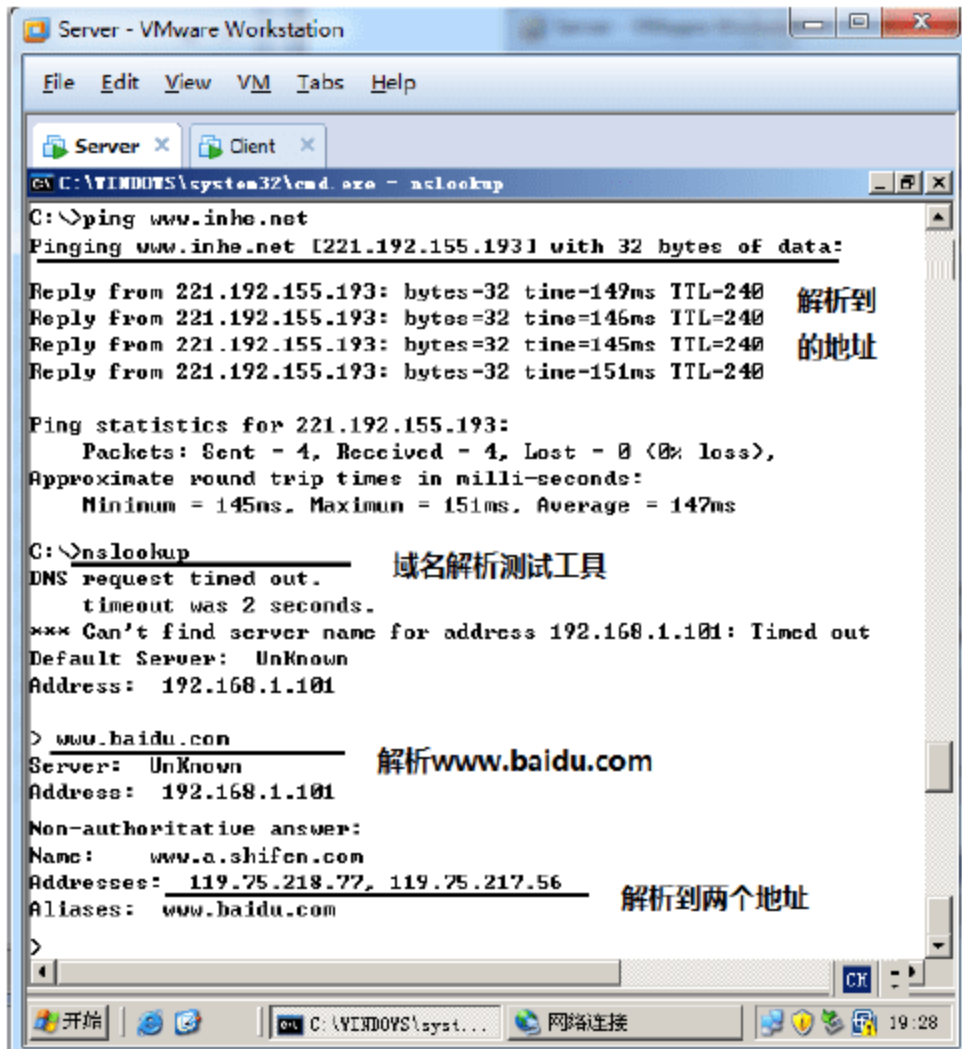 Server - VMware Workstation
File Edit View VM Tabs Help
Server Client
C:\WINDOWS\system32\cmd.exe - nslookup
C:\>ping www.inhe.net
Pinging www.inhe.net [221.192.155.193] with 32 bytes of data:
Reply from 221.192.155.193: bytes=32 time=149ms TTL=240
Reply from 221.192.155.193: bytes=32 time=146ms TTL=240
Reply from 221.192.155.193: bytes=32 time=145ms TTL=240
Reply from 221.192.155.193: bytes=32 time=151ms TTL=240
解析到
的地址
Ping statistics for 221.192.155.193:
Packets: Sent = 4, Received = 4, Lost = 0 (0% loss),
Approximate round trip times in milli-seconds:
Minimum = 145ms, Maximum = 151ms, Average = 147ms
C:\>nslookup 域名解析测试工具
DNS request timed out.
timeout was 2 seconds.
*** Can't find server name for address 192.168.1.101: Timed out
Default Server: UnKnown
Address: 192.168.1.101
> www.baidu.com
Server: UnKnown 解析www.baidu.com
Address: 192.168.1.101
Non-authoritative answer:
Name: www.a.shifen.com
Addresses: 119.75.218.77, 119.75.217.56 解析到两个地址
Aliases: www.baidu.com
>
CH
开始 C:\WINDOWS\syst... 网络连接 19:28